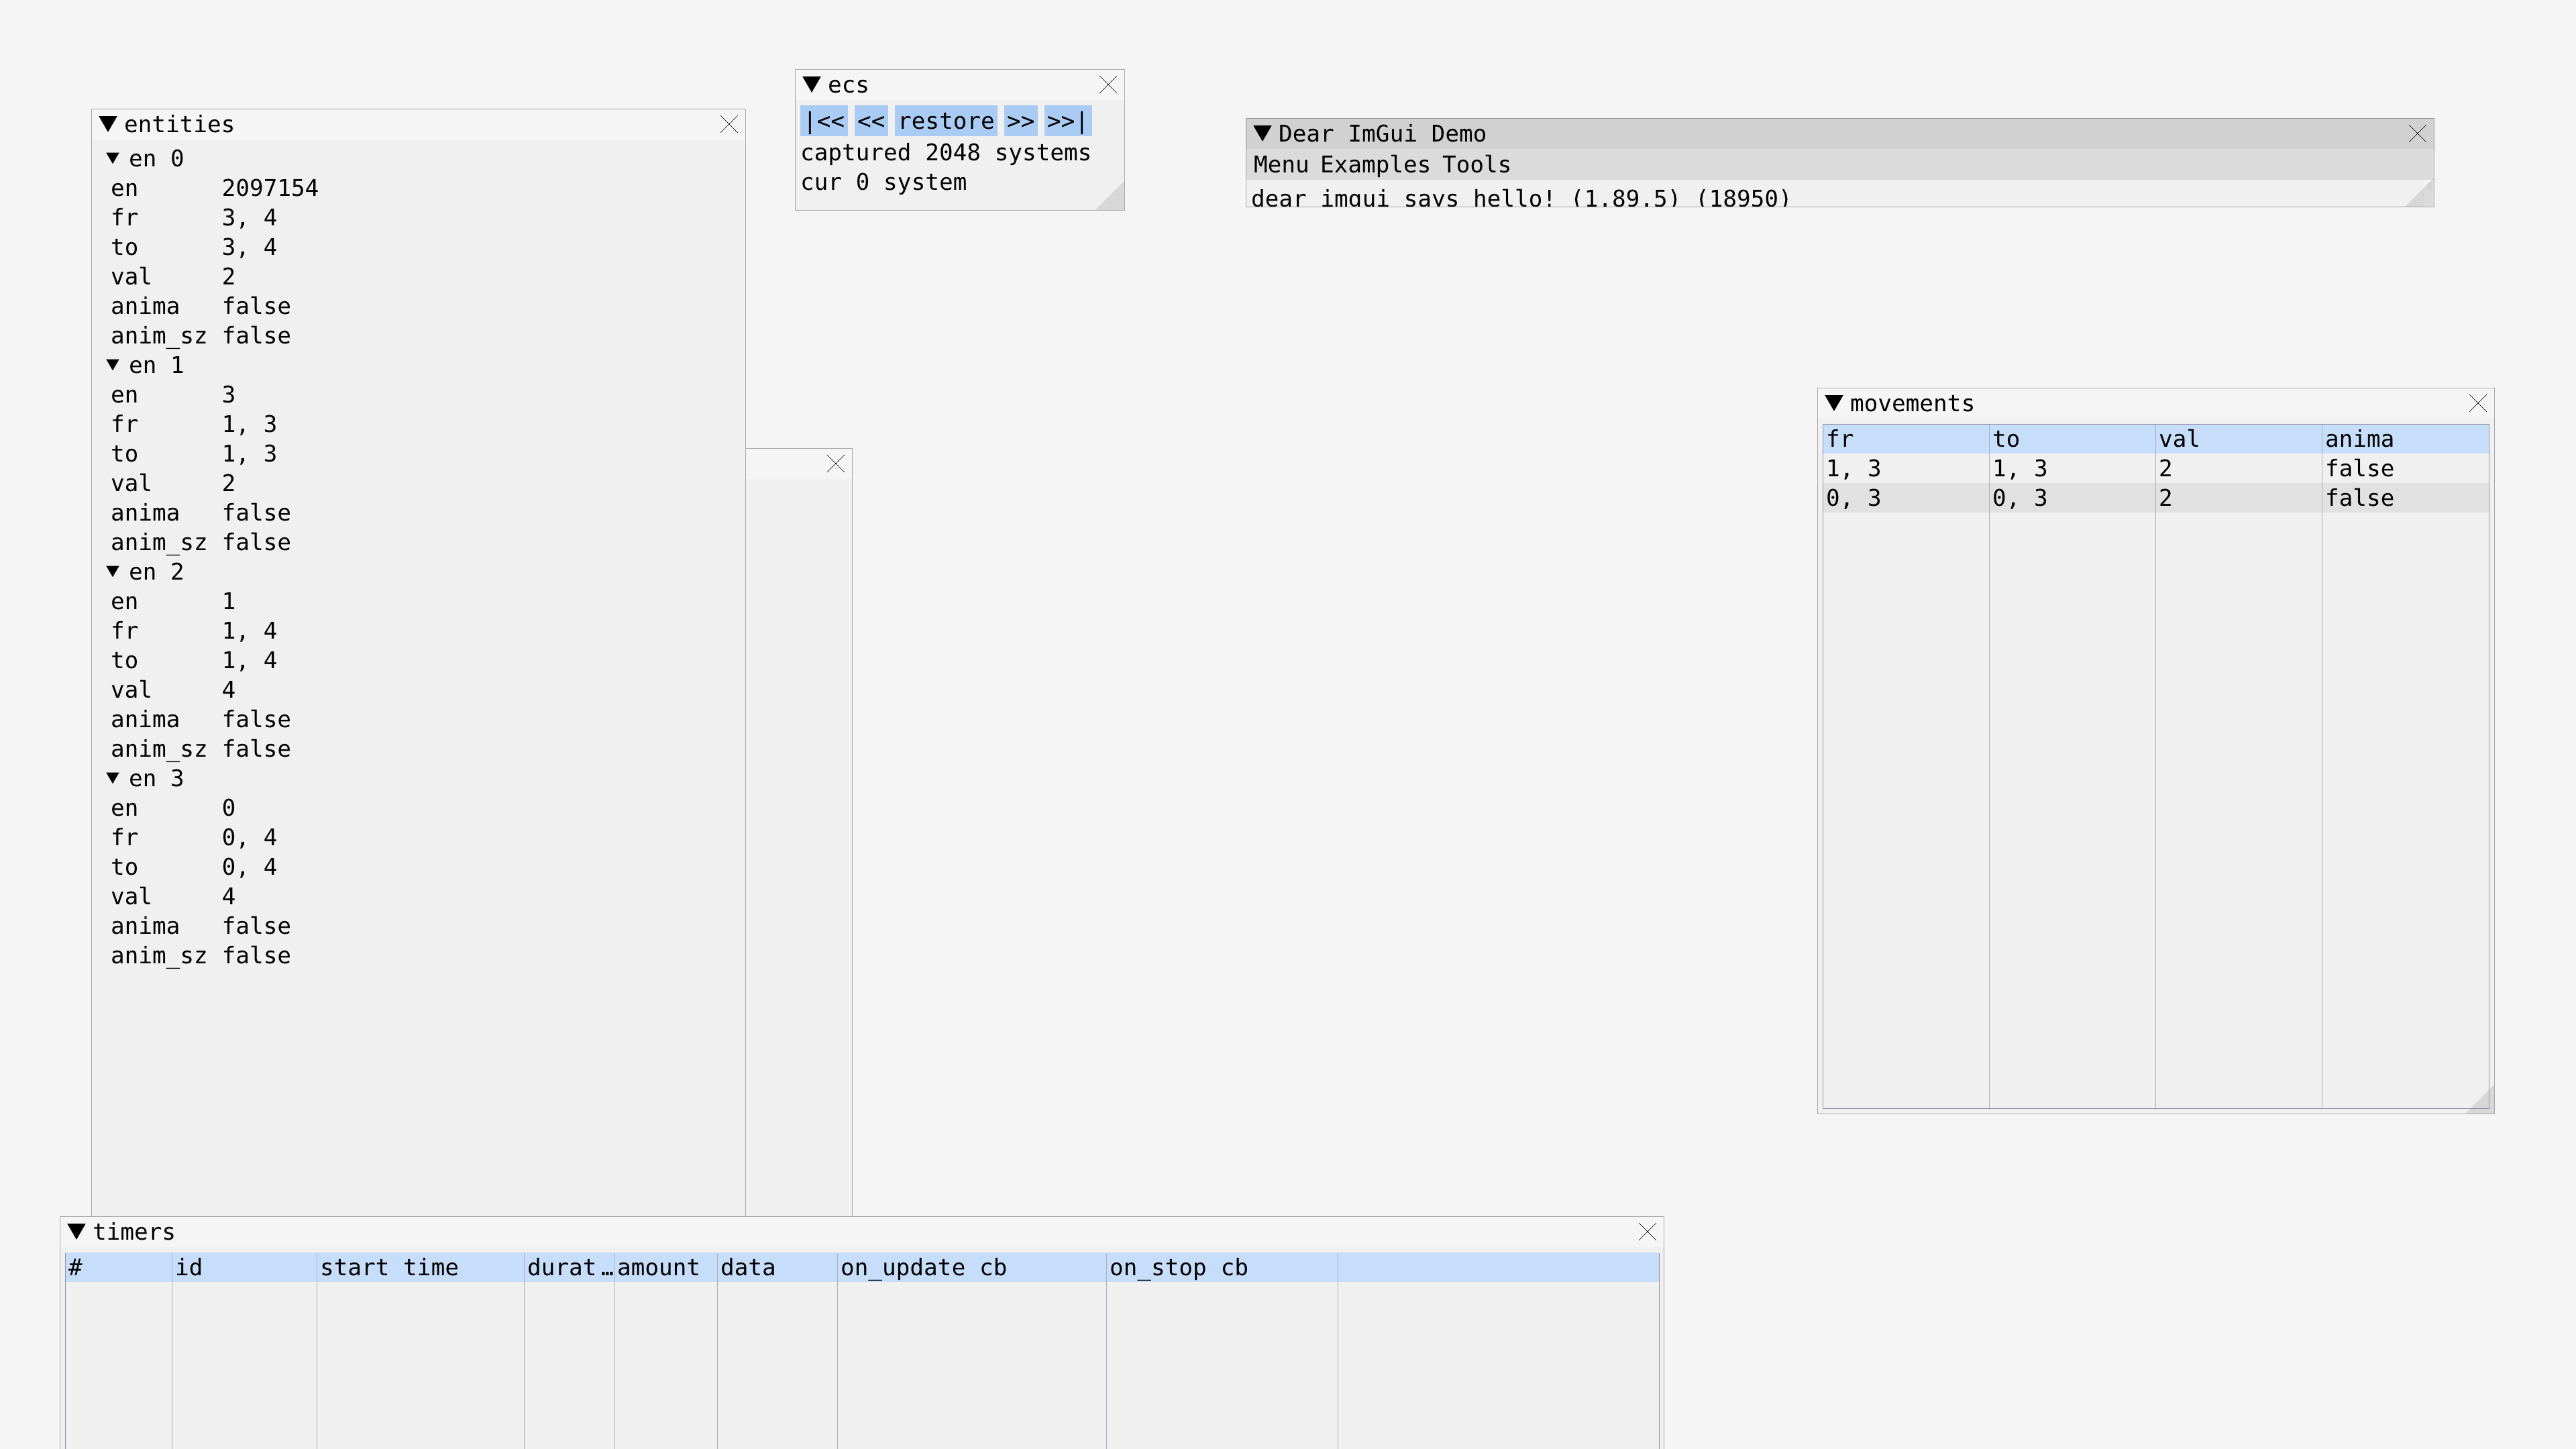 ecs
|<< << restore >> >>|
captured 2048 systems
cur 0 system
entities
en 0
en 2097154
fr 3, 4
to 3, 4
val 2
anima false
anim_sz false
en 1
en 3
fr 1, 3
to 1, 3
val 2
anima false
anim_sz false
en 2
en 1
fr 1, 4
to 1, 4
val 4
anima false
anim_sz false
en 3
en 0
fr 0, 4
to 0, 4
val 4
anima false
anim_sz false
Dear ImGui Demo
Menu Examples Tools
dear imgui says hello! (1.89.5) (18950)
movements
fr to val anima
1, 3 1, 3 2 false
0, 3 0, 3 2 false
timers
# id start time durat… amount data on_update cb on_stop cb